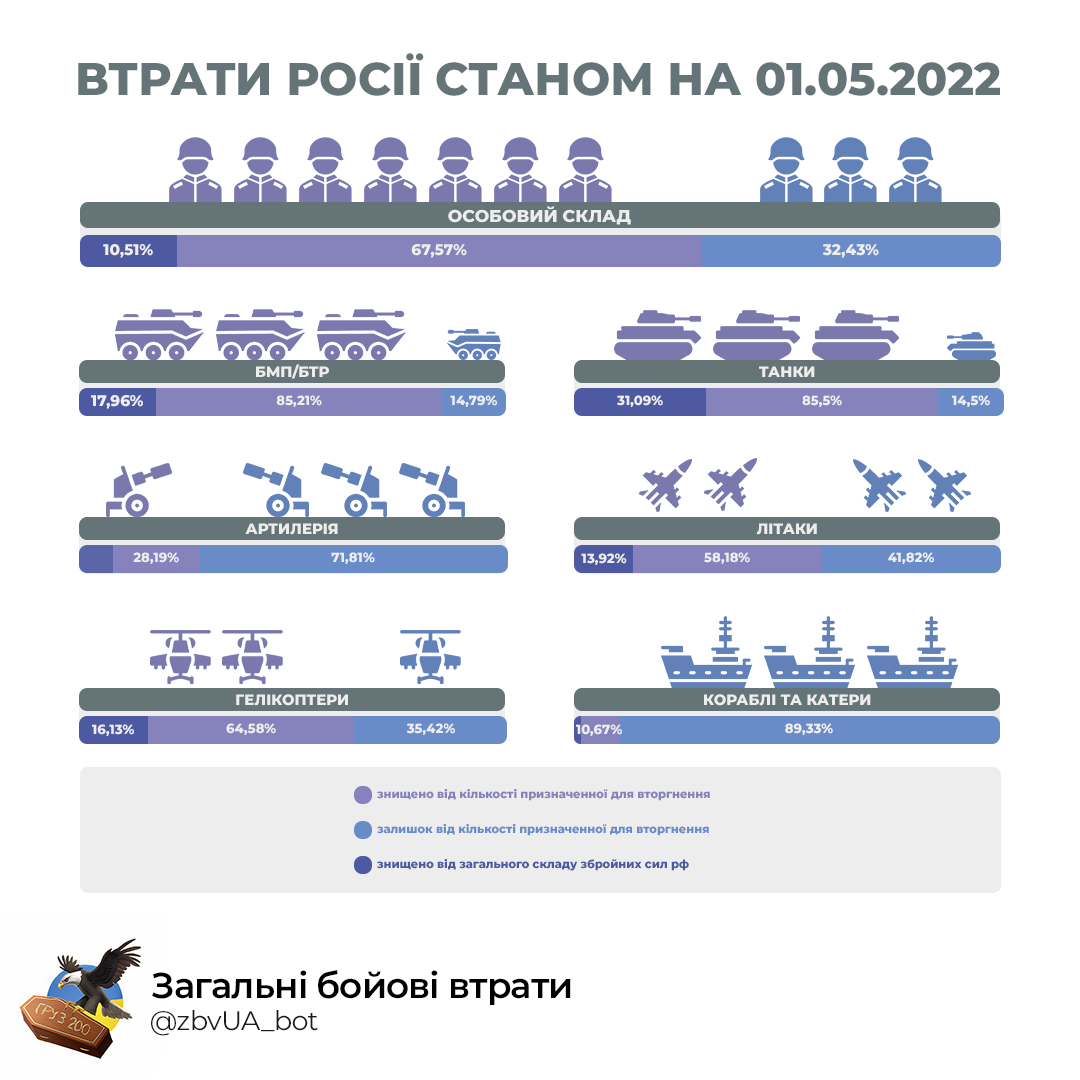 ВТРАТИ РОСІЇ СТАНОМ НА 01.05.2022
ОСОБОВИЙ СКЛАД
10,51% 67,57% 32,43%
БМП/БТР
17,96% 85,21% 14,79%
ТАНКИ
31,09% 85,5% 14,5%
АРТИЛЕРІЯ
28,19% 71,81%
ЛІТАКИ
13,92% 58,18% 41,82%
ГЕЛІКОПТЕРИ
16,13% 64,58% 35,42%
КОРАБЛІ ТА КАТЕРИ
10,67% 89,33%
знищено від кількості призначенної для вторгнення
залишок від кількості призначенної для вторгнення
знищено від загального складу збройних сил рф
ГРУЗ 200
Загальні бойові втрати
@zbvUA_bot